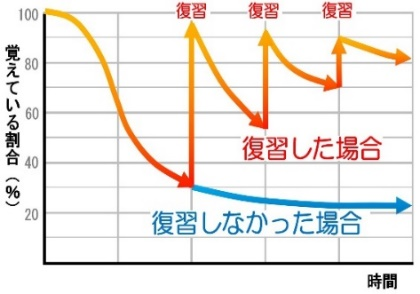 復習 復習 復習
100
80
60
40
20
覚えている割合(%)
復習した場合
復習しなかった場合
時間